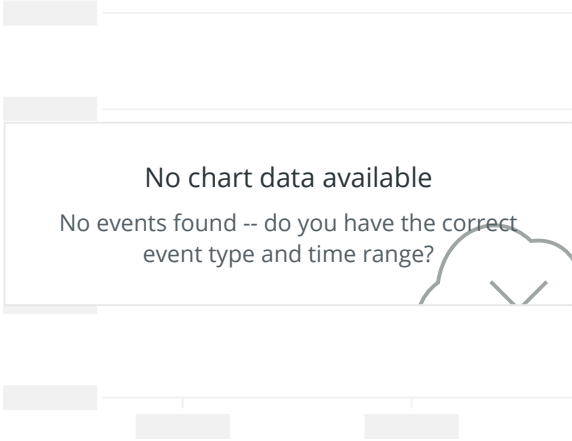 No chart data available
No events found -- do you have the correct
event type and time range?